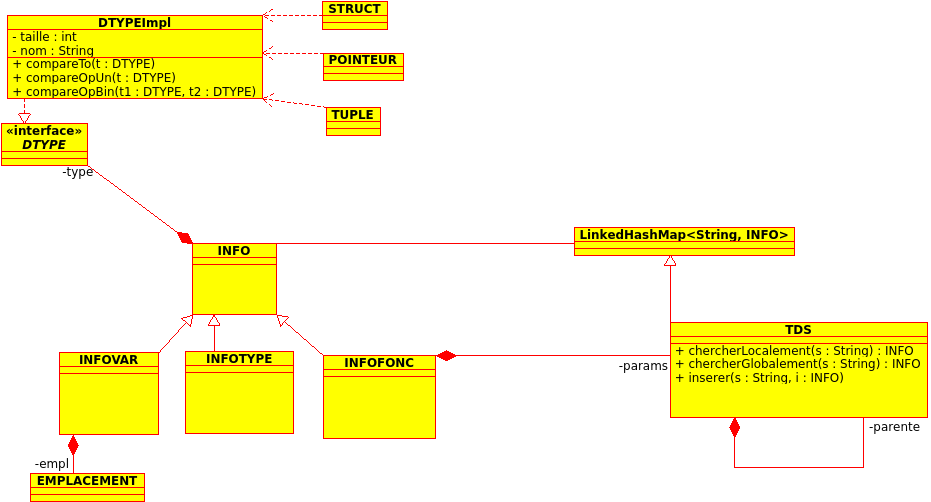 DTYPEImpl
- taille : int
- nom : String
+ compareTo(t : DTYPE)
+ compareOpUn(t : DTYPE)
+ compareOpBin(t1 : DTYPE, t2 : DTYPE)
STRUCT
POINTEUR
TUPLE
«interface»
DTYPE
-type
INFO
LinkedHashMap<String, INFO>
TDS
+ chercherLocalement(s : String) : INFO
+ chercherGlobalement(s : String) : INFO
+ inserer(s : String, i : INFO)
INFOVAR
INFOTYPE
INFOFONC
-params
-parente
-empl
EMPLACEMENT